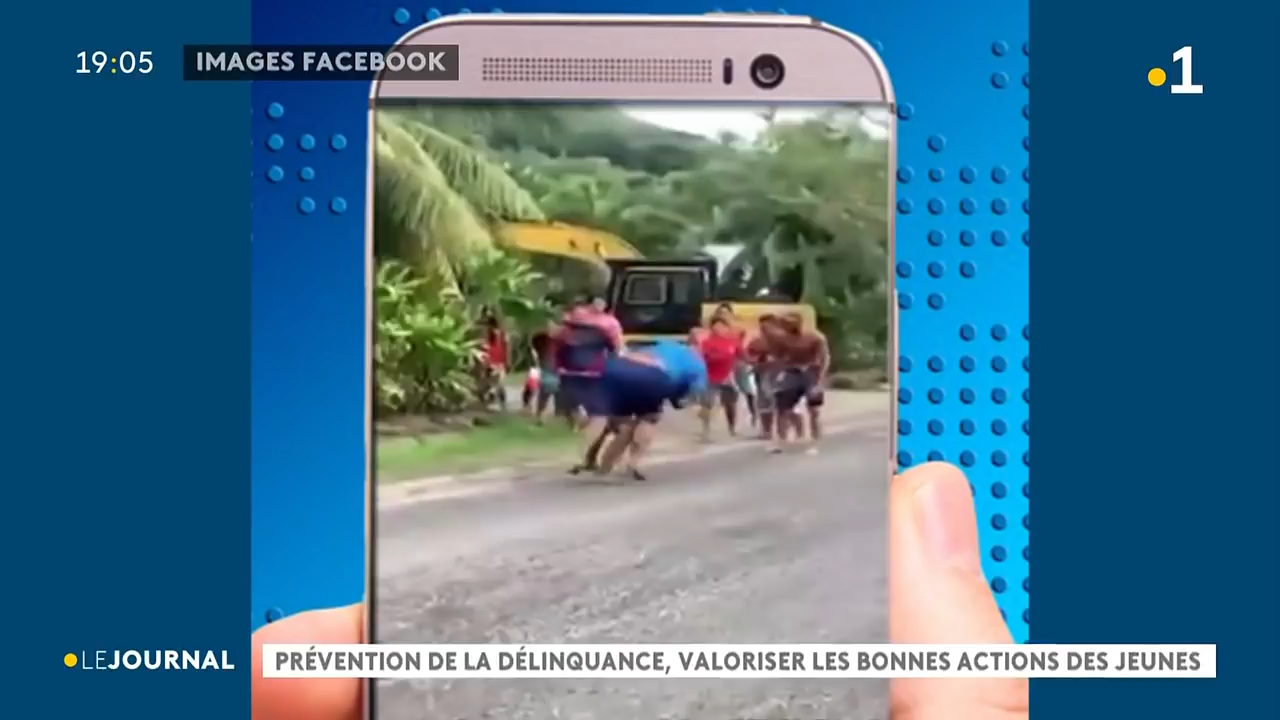 19:05
IMAGES FACEBOOK
1
LEJOURNAL
PRÉVENTION DE LA DÉLINQUANCE, VALORISER LES BONNES ACTIONS DES JEUNES